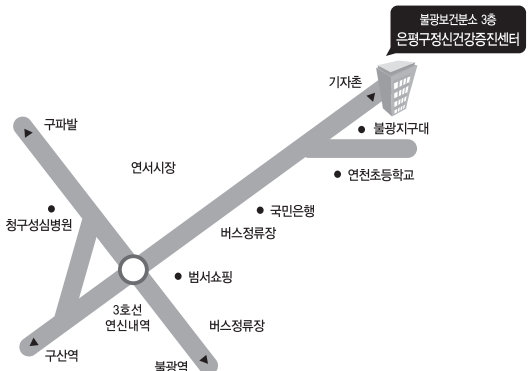 불광보건분소 3층
은평구정신건강증진센터
기자촌
구파발
불광지구대
연서시장
연천초등학교
국민은행
청구성심병원
버스정류장
범서쇼핑
3호선
연신내역
버스정류장
구산역
불광역